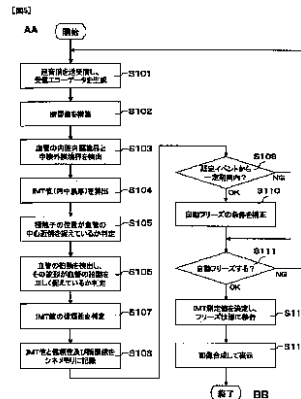 [図5]
AA
開始
超音波を送受信し、
受信エコーデータを生成
S101
断層像を構築
S102
血管の内腔内膜境界と
中膜外膜境界を検出
S103
IMT値(内中膜厚)を算出
S104
探触子の位置が血管の
中心近傍を捉えているか判定
S105
血管の拍動を検出し、
その波形が血管の拍動を
正しく捉えているか判定
S106
IMT値の信頼性を判定
S107
IMT値と信頼性及び断層像を
シネメモリに記録
S108
S109
既定イベントから
一定期間内?
NG
OK
S110
自動フリーズの条件を補正
S111
自動フリーズする?
NG
OK
IMT測定値を決定し、
フリーズ状態に移行
S11
画像合成して表示
S11
終了
BB